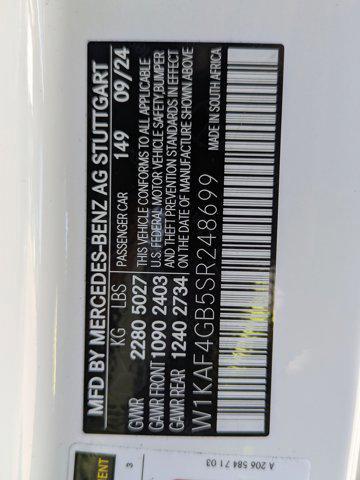 MFD BY MERCEDES-BENZ AG STUTTGART
KG LBS PASSENGER CAR 149 09/24
GVWR 2280 5027
GAWR FRONT 1090 2403
GAWR REAR 1240 2734
THIS VEHICLE CONFORMS TO ALL APPLICABLE
U.S. FEDERAL MOTOR VEHICLE SAFETY,BUMPER
AND THEFT PREVENTION STANDARDS IN EFFECT
ON THE DATE OF MANUFACTURE SHOWN ABOVE
W1KAF4GB5SR248699 MADE IN SOUTH AFRICA
3
A 206 584 71 03